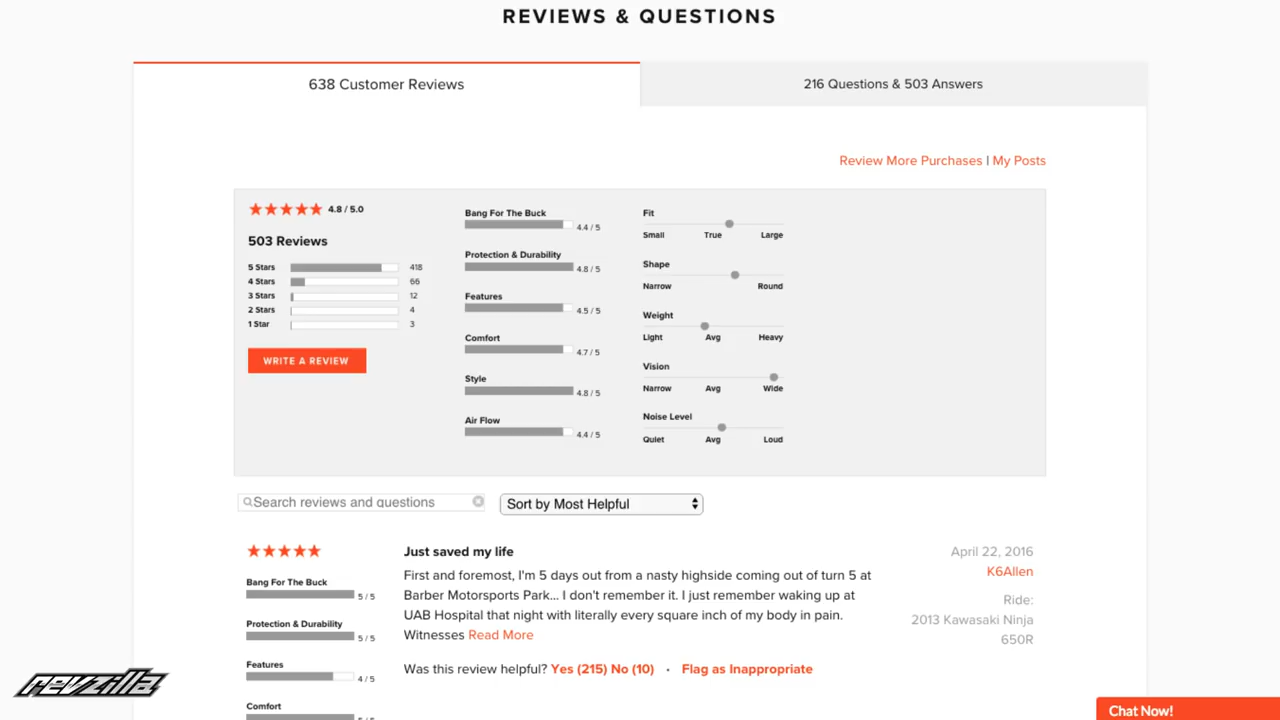 REVIEWS & QUESTIONS
638 Customer Reviews
216 Questions & 503 Answers
Review More Purchases | My Posts
4.8 / 5.0
503 Reviews
5 Stars 418
4 Stars 66
3 Stars 12
2 Stars 4
1 Star 3
WRITE A REVIEW
Bang For The Buck
4.4 / 5
Protection & Durability
4.8 / 5
Features
4.5 / 5
Comfort
4.7 / 5
Style
4.8 / 5
Air Flow
4.4 / 5
Fit
Small True Large
Shape
Narrow Round
Weight
Light Avg Heavy
Vision
Narrow Avg Wide
Noise Level
Quiet Avg Loud
Search reviews and questions
Sort by Most Helpful
Bang For The Buck
5 / 5
Protection & Durability
5 / 5
Features
4 / 5
Comfort
5 / 5
Just saved my life
First and foremost, I'm 5 days out from a nasty highside coming out of turn 5 at
Barber Motorsports Park... I don't remember it. I just remember waking up at
UAB Hospital that night with literally every square inch of my body in pain.
Witnesses Read More
Was this review helpful? Yes (215) No (10) · Flag as Inappropriate
April 22, 2016
K6Allen
Ride:
2013 Kawasaki Ninja
650R
revzilla
Chat Now!